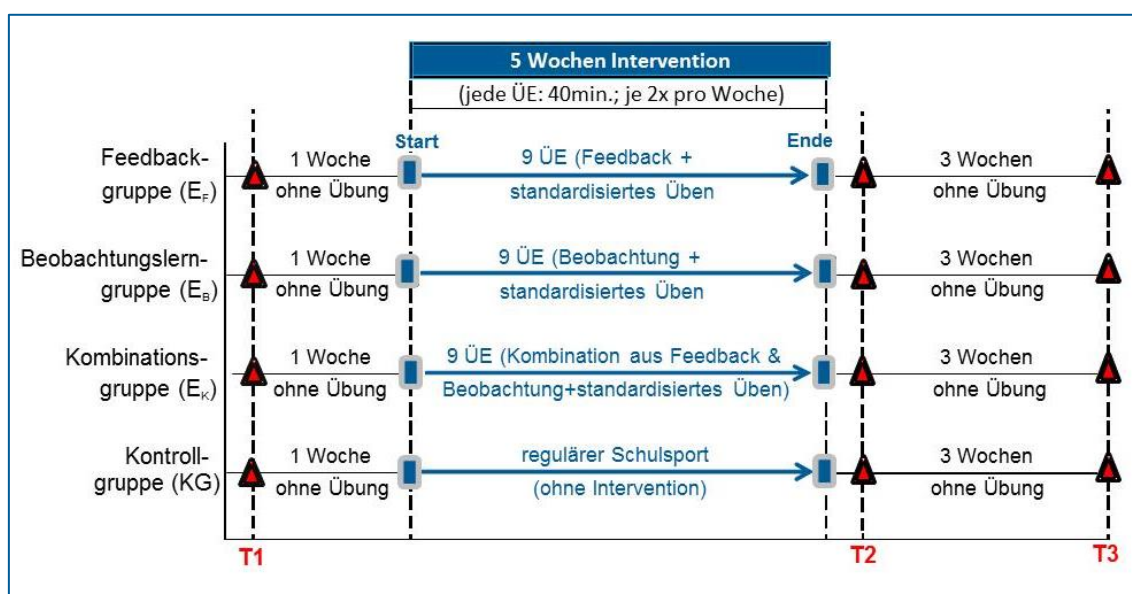 5 Wochen Intervention
(jede ÜE: 40min.; je 2x pro Woche)
Start
Ende
Feedback-
gruppe (EF)
1 Woche
ohne Übung
9 ÜE (Feedback +
standardisiertes Üben
3 Wochen
ohne Übung
Beobachtungslern-
gruppe (EB)
1 Woche
ohne Übung
9 ÜE (Beobachtung +
standardisiertes Üben
3 Wochen
ohne Übung
Kombinations-
gruppe (EK)
1 Woche
ohne Übung
9 ÜE (Kombination aus Feedback &
Beobachtung+standardisiertes Üben)
3 Wochen
ohne Übung
Kontroll-
gruppe (KG)
1 Woche
ohne Übung
regulärer Schulsport
(ohne Intervention)
3 Wochen
ohne Übung
T1
T2
T3